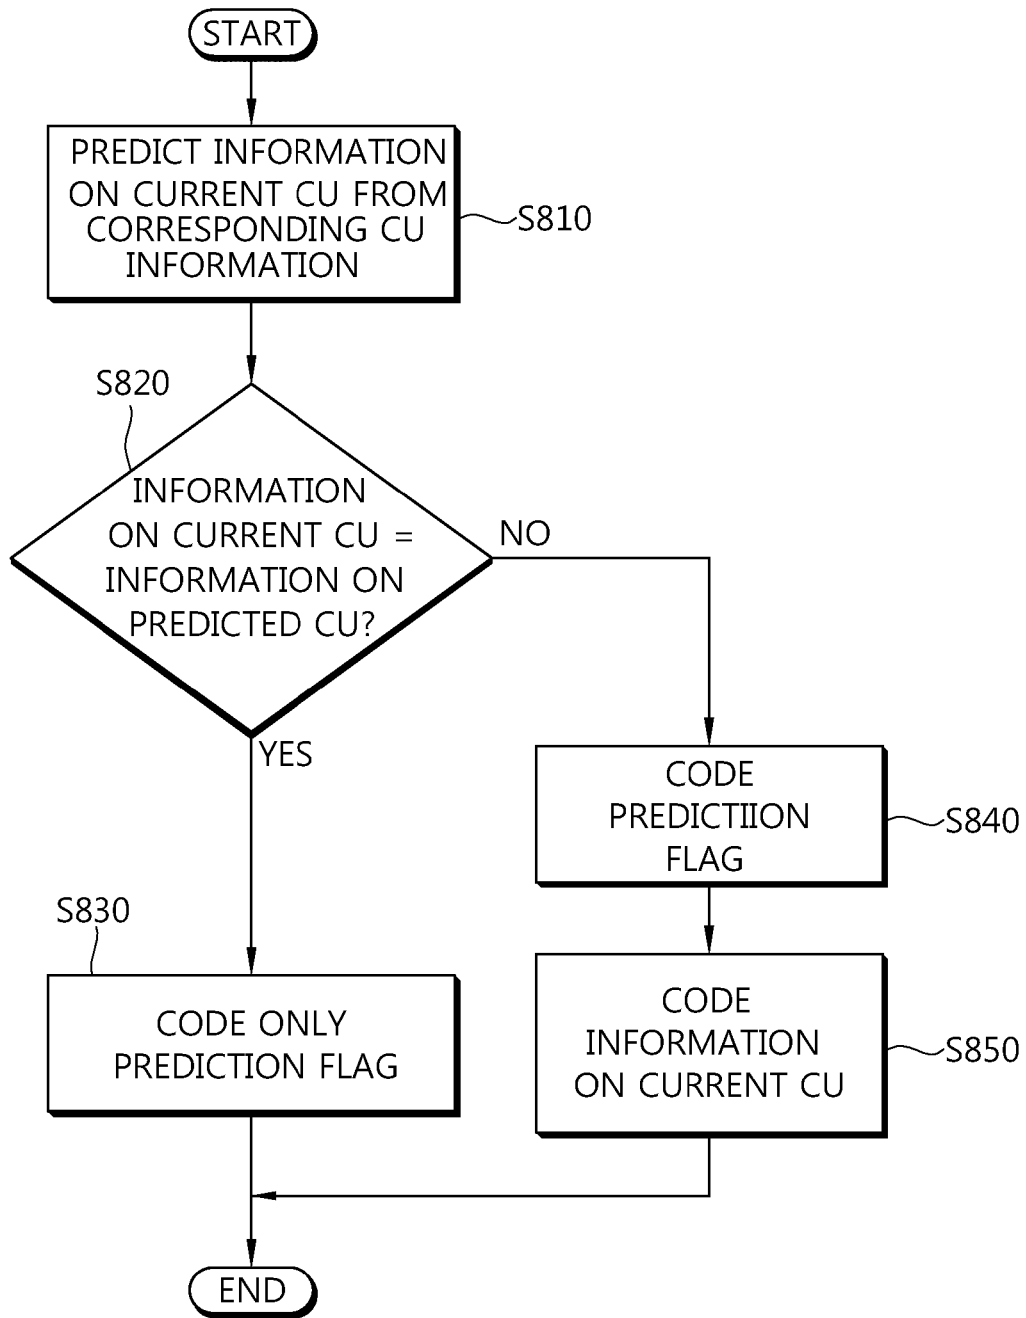 START
PREDICT INFORMATION
ON CURRENT CU FROM
CORRESPONDING CU
INFORMATION
S810
S820
INFORMATION
ON CURRENT CU =
INFORMATION ON
PREDICTED CU?
NO
YES
CODE
PREDICTIION
FLAG
S840
S830
CODE ONLY
PREDICTION FLAG
CODE
INFORMATION
ON CURRENT CU
S850
END